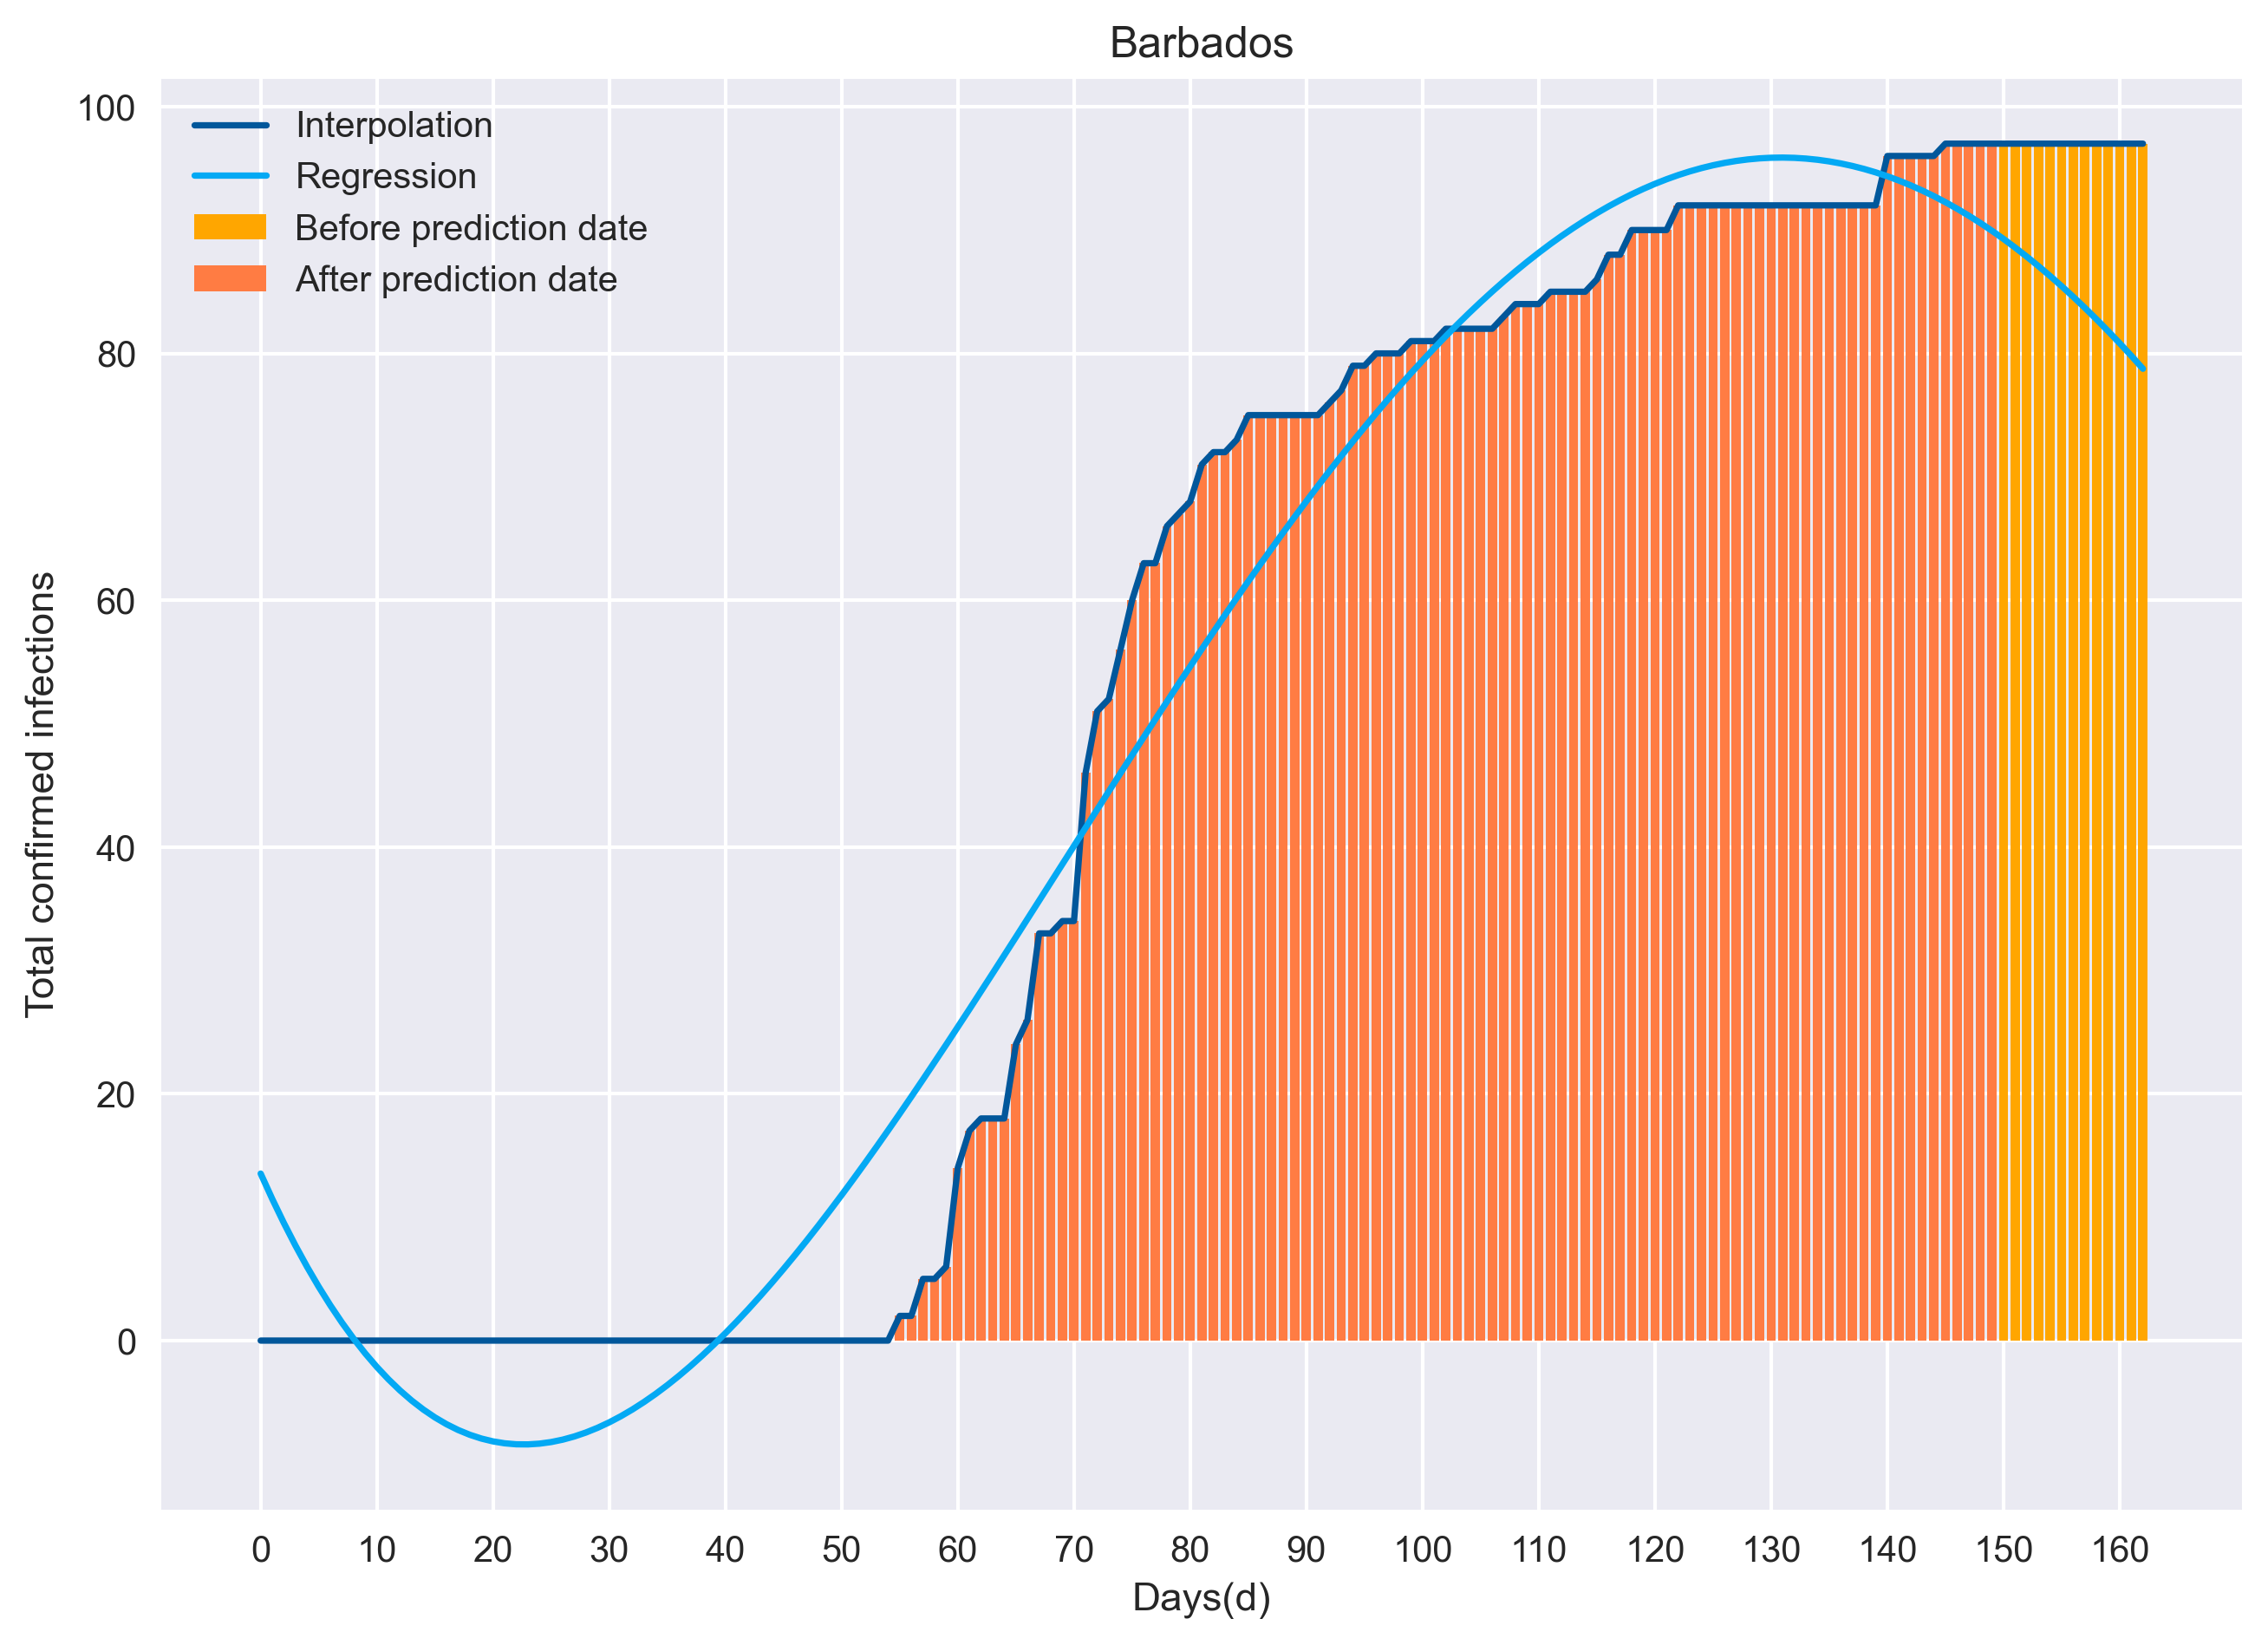 Barbados
Interpolation
Regression
Before prediction date
After prediction date
Total confirmed infections
100
80
60
40
20
0
0 10 20 30 40 50 60 70 80 90 100 110 120 130 140 150 160
Days(d)